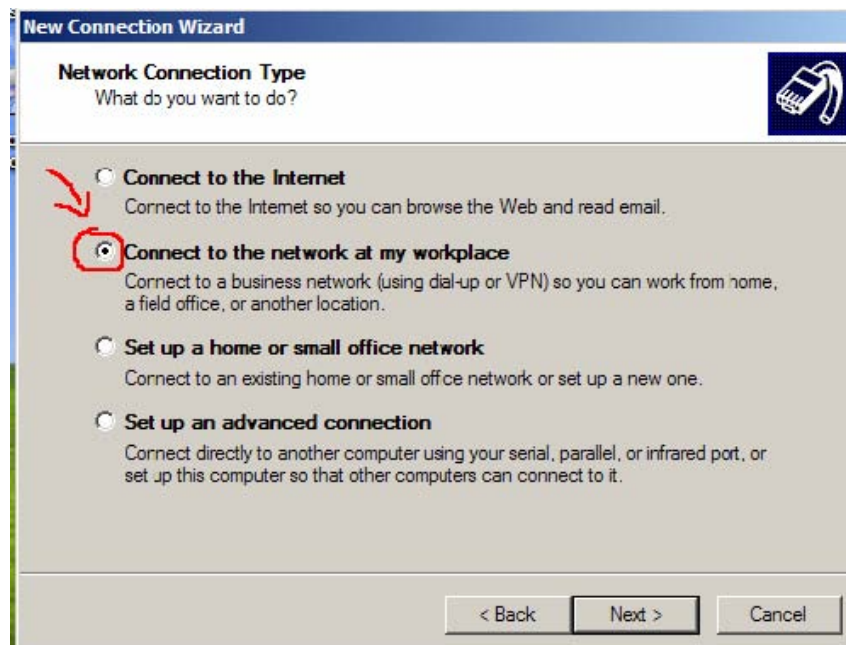 New Connection Wizard
Network Connection Type
What do you want to do?
Connect to the Internet
Connect to the Internet so you can browse the Web and read email.
Connect to the network at my workplace
Connect to a business network (using dial-up or VPN) so you can work from home,
a field office, or another location.
Set up a home or small office network
Connect to an existing home or small office network or set up a new one.
Set up an advanced connection
Connect directly to another computer using your serial, parallel, or infrared port, or
set up this computer so that other computers can connect to it.
< Back
Next >
Cancel